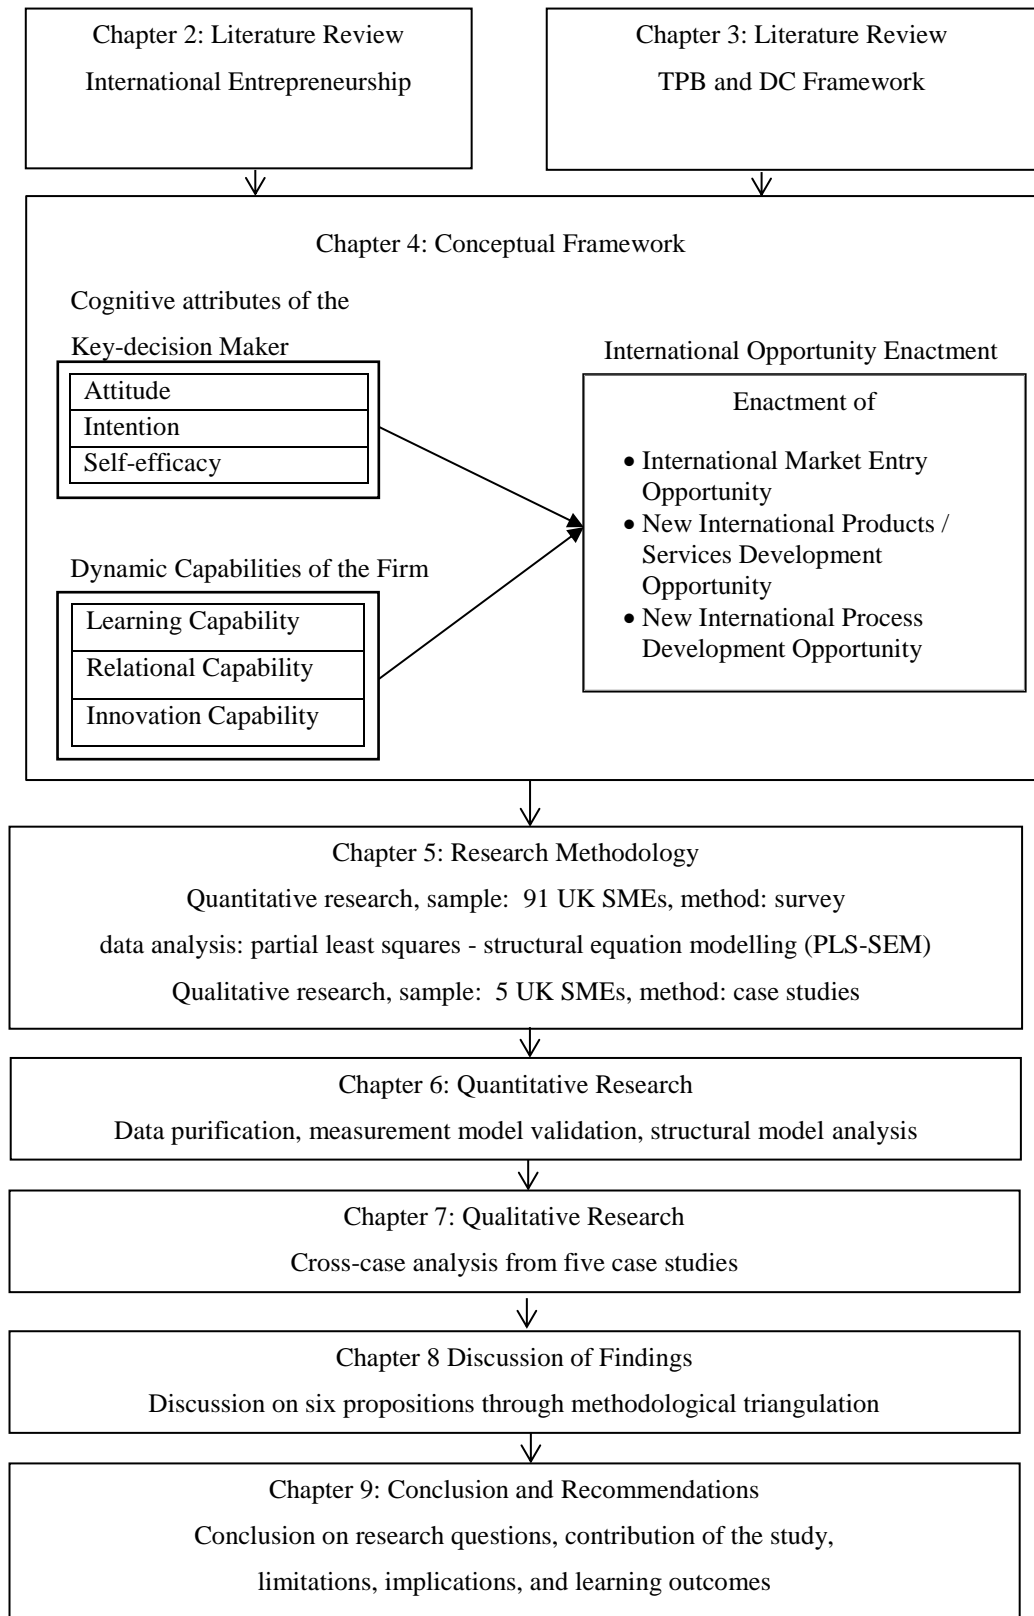 Chapter 2: Literature Review
International Entrepreneurship
Chapter 3: Literature Review
TPB and DC Framework
Chapter 4: Conceptual Framework
Cognitive attributes of the
Key-decision Maker
Attitude
Intention
Self-efficacy
Dynamic Capabilities of the Firm
Learning Capability
Relational Capability
Innovation Capability
International Opportunity Enactment
Enactment of
• International Market Entry
Opportunity
• New International Products /
Services Development
Opportunity
• New International Process
Development Opportunity
Chapter 5: Research Methodology
Quantitative research, sample: 91 UK SMEs, method: survey
data analysis: partial least squares - structural equation modelling (PLS-SEM)
Qualitative research, sample: 5 UK SMEs, method: case studies
Chapter 6: Quantitative Research
Data purification, measurement model validation, structural model analysis
Chapter 7: Qualitative Research
Cross-case analysis from five case studies
Chapter 8 Discussion of Findings
Discussion on six propositions through methodological triangulation
Chapter 9: Conclusion and Recommendations
Conclusion on research questions, contribution of the study,
limitations, implications, and learning outcomes